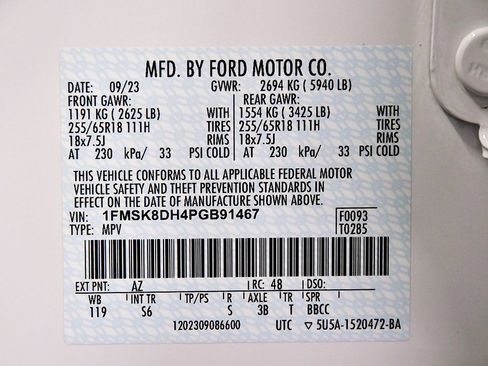 MFD. BY FORD MOTOR CO.
DATE: 09/23 GVWR: 2694 KG ( 5940 LB)
FRONT GAWR: REAR GAWR:
1191 KG ( 2625 LB) WITH 1554 KG ( 3425 LB) WITH
255/65R18 111H TIRES 255/65R18 111H TIRES
18x7.5J RIMS 18x7.5J RIMS
AT 230 kPa/ 33 PSI COLD AT 230 kPa/ 33 PSI COLD
THIS VEHICLE CONFORMS TO ALL APPLICABLE FEDERAL MOTOR
VEHICLE SAFETY AND THEFT PREVENTION STANDARDS IN
EFFECT ON THE DATE OF MANUFACTURE SHOWN ABOVE.
VIN: 1FMSK8DH4PGB91467 F0093
TYPE: MPV T0285
EXT PNT: AZ RC: 48 DSO:
WB INT TR TP/PS R AXLE TR SPR
119 S6 S 3B T BBCC
1202309086600 UTC ▽ 5U5A-1520472-BA